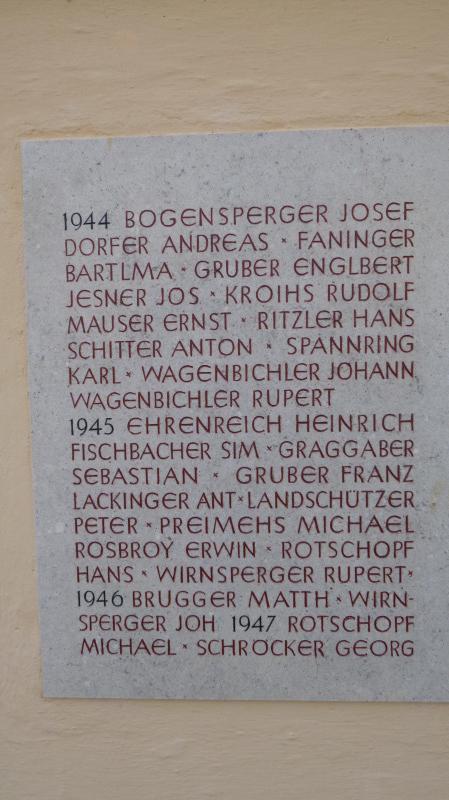 1944 BOGENSPERGER JOSEF
DORFER ANDREAS * FANINGER
BARTLMA * GRUBER ENGLBERT
JESNER JOS * KROIHS RUDOLF
MAUSER ERNST * RITZLER HANS
SCHITTER ANTON * SPANNRING
KARL * WAGENBICHLER JOHANN
WAGENBICHLER RUPERT
1945 EHRENREICH HEINRICH
FISCHBACHER SIM * GRAGGABER
SEBASTIAN * GRUBER FRANZ
LACKINGER ANT * LANDSCHÜTZER
PETER * PREIMEHS MICHAEL
ROSBROY ERWIN * ROTSCHOPF
HANS * WIRNSPERGER RUPERT *
1946 BRUGGER MATTH * WIRN-
SPERGER JOH 1947 ROTSCHOPF
MICHAEL * SCHRÖCKER GEORG